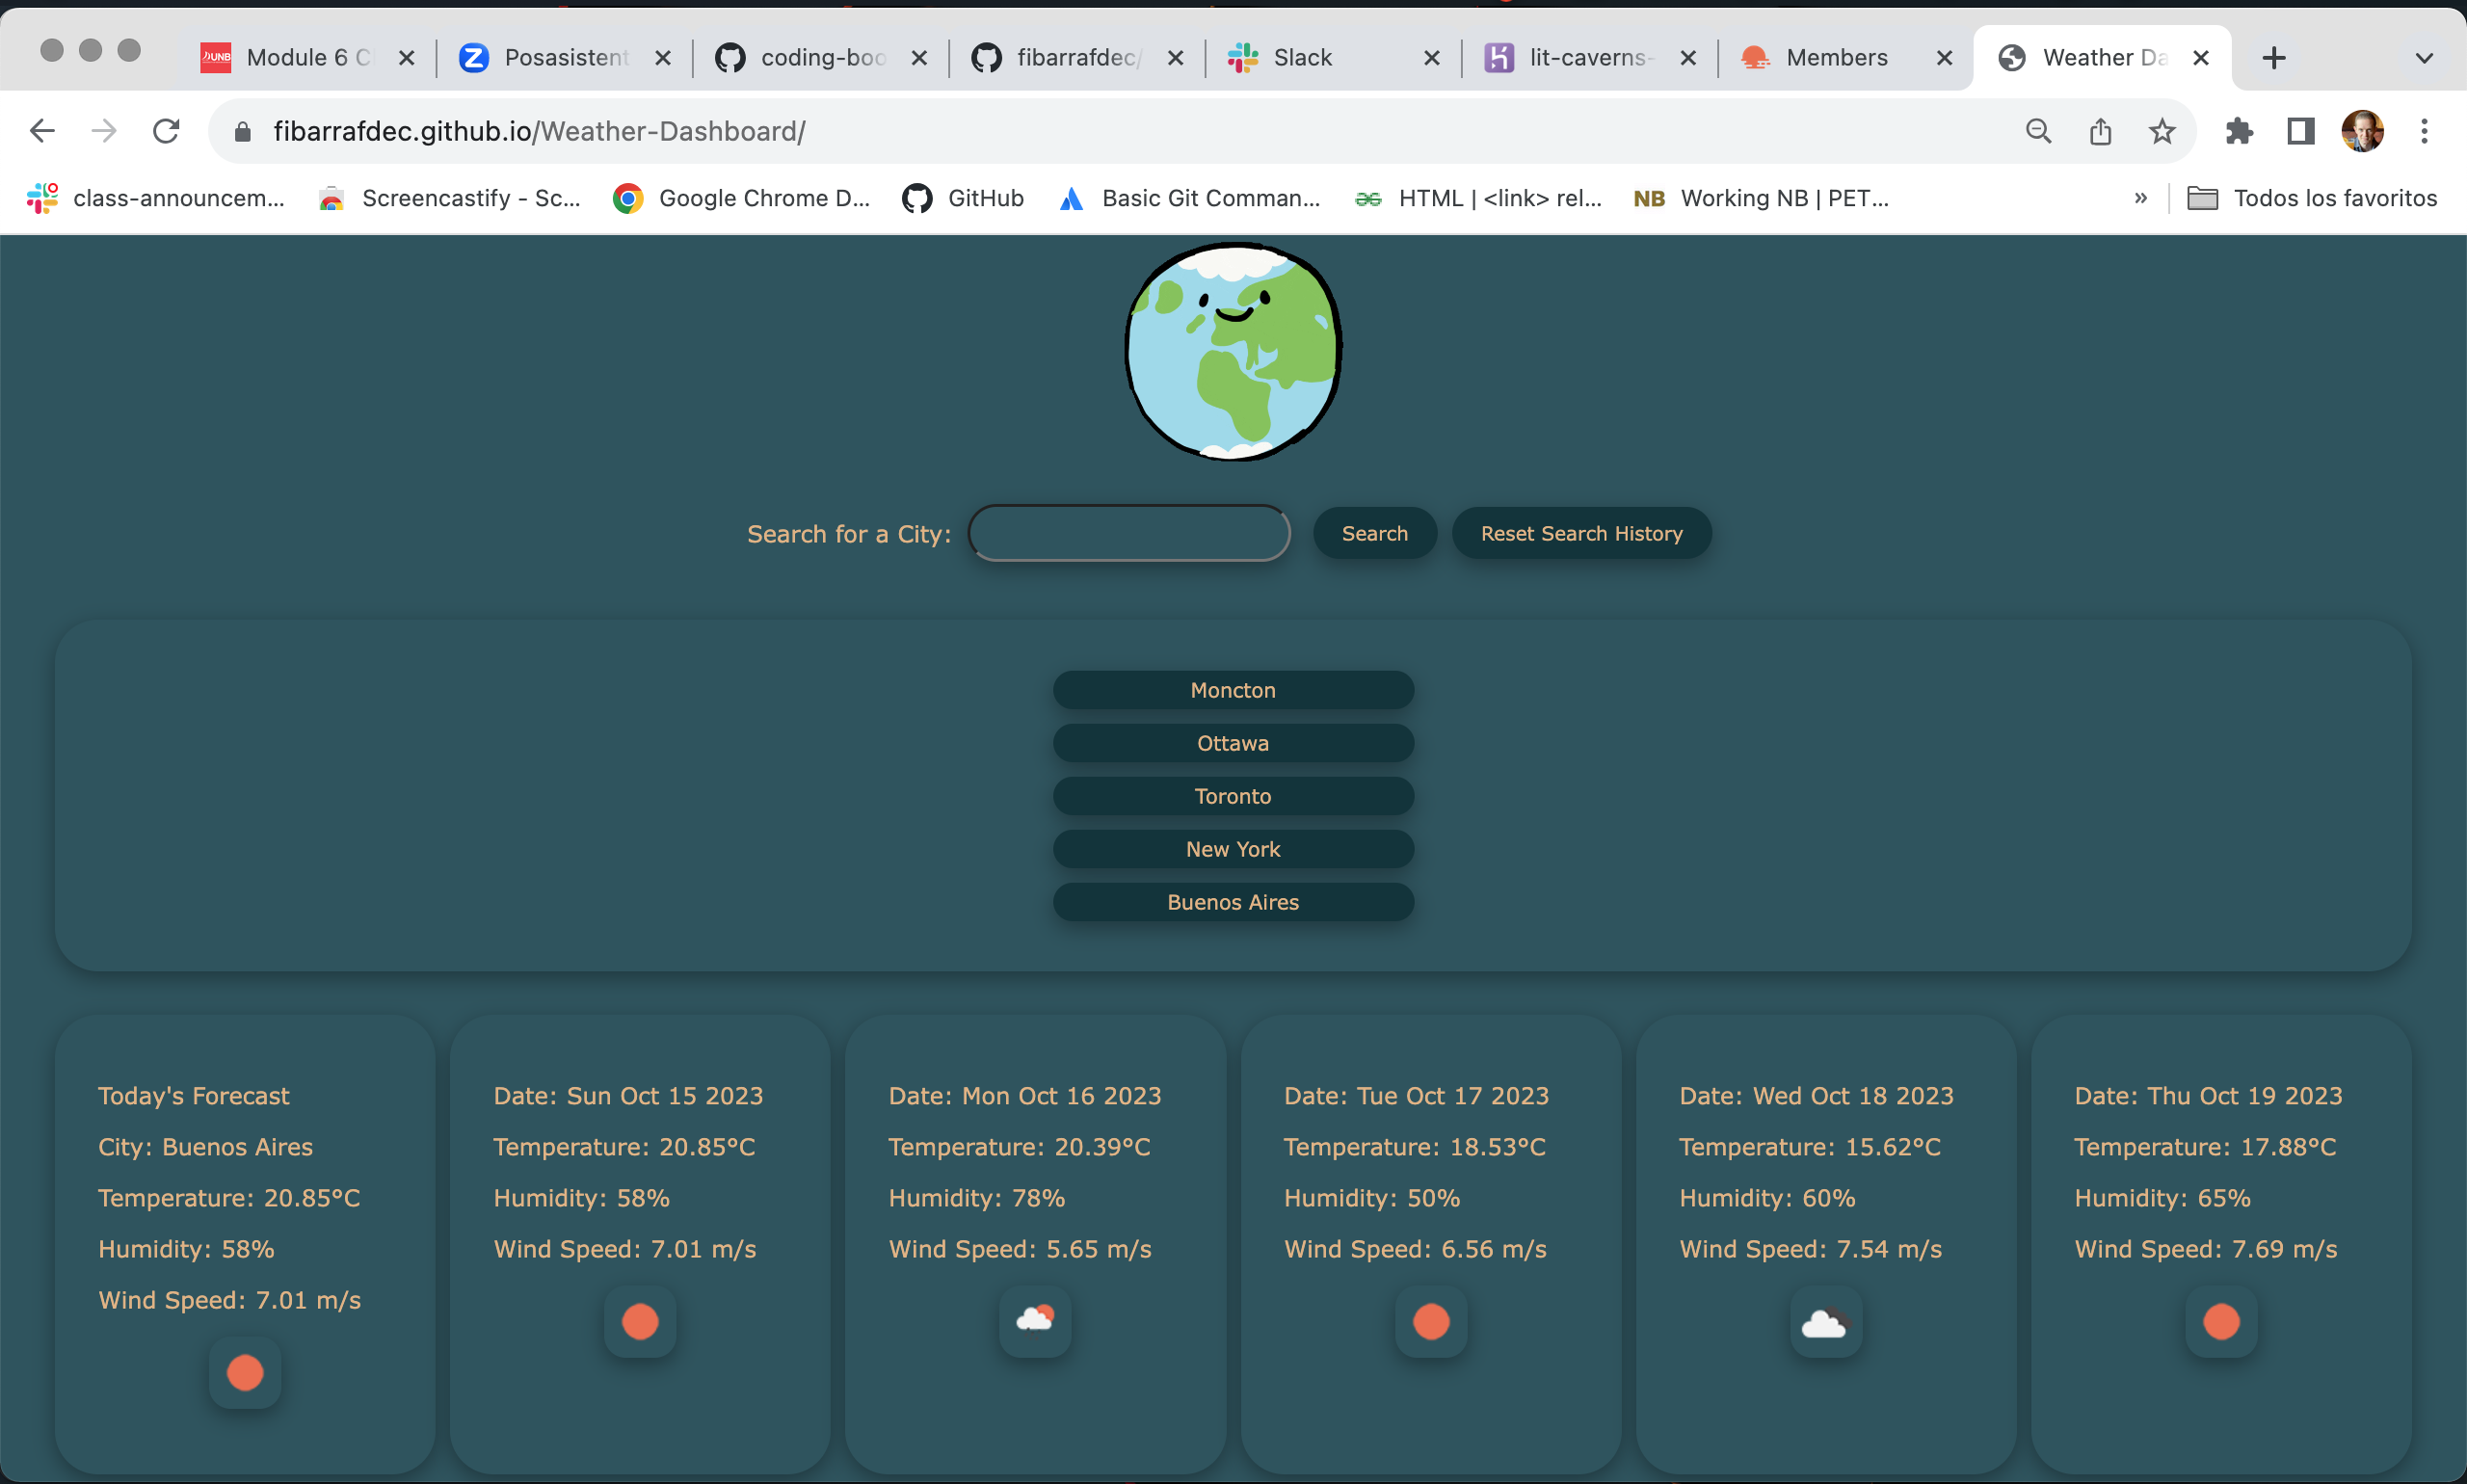 Module 6 C
Posasistent
coding-boo
fibarrafdec/
Slack
lit-caverns-
Members
Weather Da
fibarrafdec.github.io/Weather-Dashboard/
class-announcem...
Screencastify - Sc...
Google Chrome D...
GitHub
Basic Git Comman...
HTML | <link> rel...
NB Working NB | PET...
»
Todos los favoritos
Search for a City:
Search
Reset Search History
Moncton
Ottawa
Toronto
New York
Buenos Aires
Today's Forecast
City: Buenos Aires
Temperature: 20.85°C
Humidity: 58%
Wind Speed: 7.01 m/s
Date: Sun Oct 15 2023
Temperature: 20.85°C
Humidity: 58%
Wind Speed: 7.01 m/s
Date: Mon Oct 16 2023
Temperature: 20.39°C
Humidity: 78%
Wind Speed: 5.65 m/s
Date: Tue Oct 17 2023
Temperature: 18.53°C
Humidity: 50%
Wind Speed: 6.56 m/s
Date: Wed Oct 18 2023
Temperature: 15.62°C
Humidity: 60%
Wind Speed: 7.54 m/s
Date: Thu Oct 19 2023
Temperature: 17.88°C
Humidity: 65%
Wind Speed: 7.69 m/s